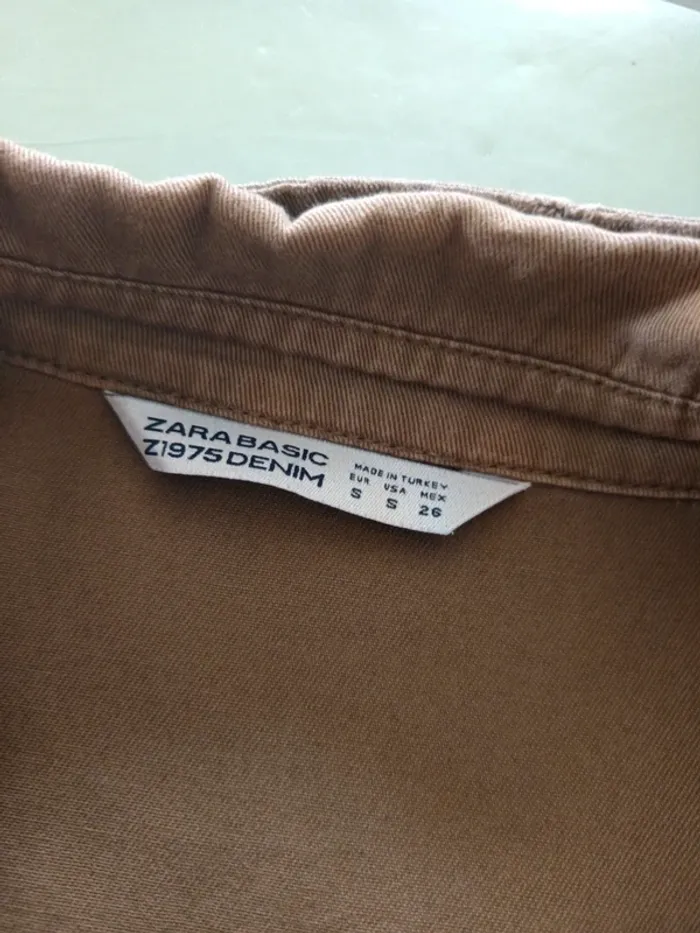 ZARA BASIC
Z1975 DENIM
MADE IN TURKEY
EUR USA MEX
S S 26